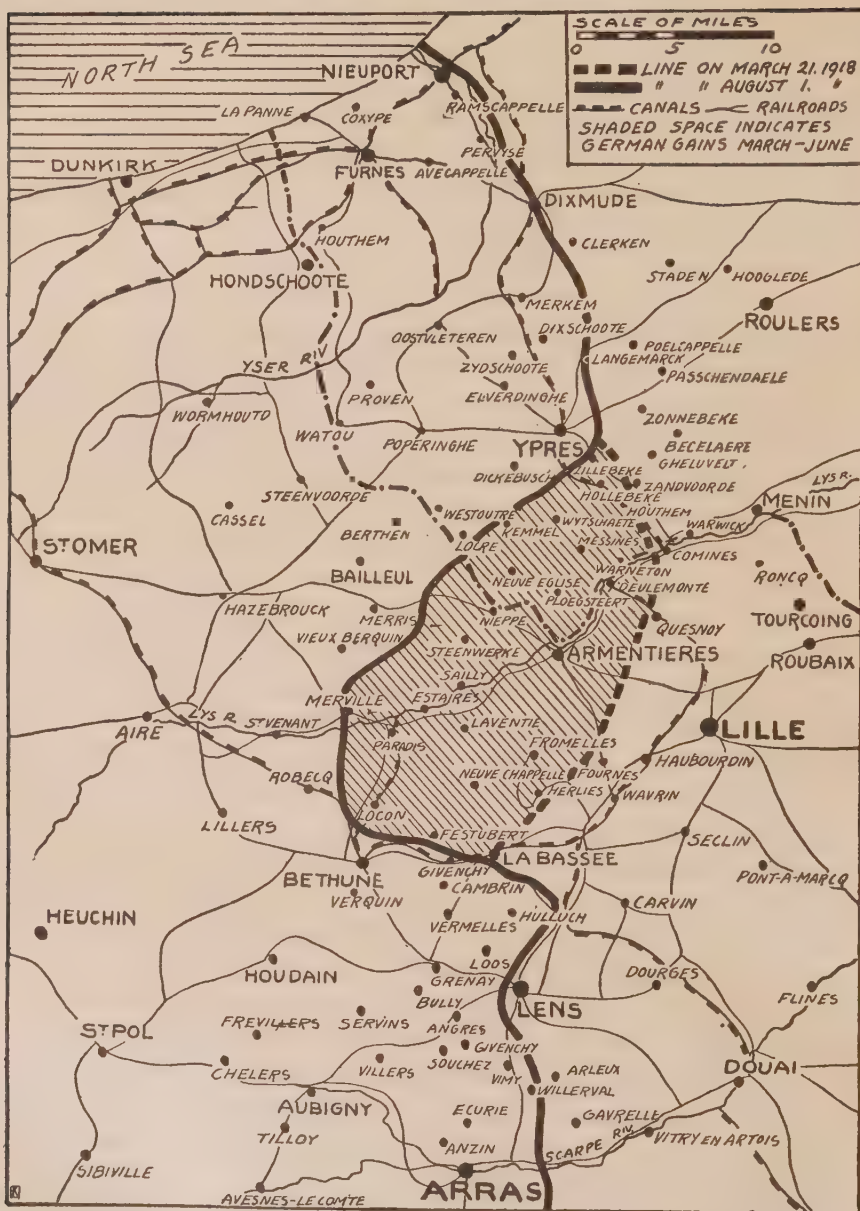 SCALE OF MILES
0 5 10
LINE ON MARCH 21. 1918
" " AUGUST 1. "
CANALS RAILROADS
SHADED SPACE INDICATES
GERMAN GAINS MARCH-JUNE
NORTH SEA
NIEUPORT
RAMSCAPPELLE
LA PANNE
COXYPE
PERVYSE
DUNKIRK
FURNES
AVECAPPELLE
DIXMUDE
HOUTHEM
CLERKEN
HONDSCHOOTE
STADEN
HOOGLEDE
MERKEM
ROULERS
OOSTVLETEREN
DIXSCHOOTE
YSER RIV
ZYDSCHOOTE
LANGEMARCK
POELCAPPELLE
PASSCHENDAELE
PROVEN
ELVERDINGHE
WORMHOUTD
ZONNEBEKE
WATOU
POPERINGHE
YPRES
BECELAERE
GHELUVELT.
DICKEBUSCH
ZILLEBEKE
STEENVOORDE
HOLLEBEKE
ZANDVOORDE
LYS R.
CASSEL
WESTOUTRE
HOUTHEM
MENIN
BERTHEN
KEMMEL
WYTSCHAETE
WARWICK
ST OMER
LOCRE
MESSINES
COMINES
BAILLEUL
NEUVE EGLISE
WARNETON
RONCQ
DEULEMONTE
PLOEGSTEERT
HAZEBROUCK
MERRIS
NIEPPE
TOURCOING
VIEUX BERQUIN
STEENWERKE
QUESNOY
ARMENTIERES
ROUBAIX
SAILLY
MERVILLE
ESTAIRES
AIRE
LYS R.
ST VENANT
PARADIS
LAVENTIE
LILLE
FROMELLES
HAUBOURDIN
ROBECQ
NEUVE CHAPPELLE
FOURNES
HERLIES
WAVRIN
LILLERS
LOCON
FESTUBERT
SECLIN
LA BASSEE
BETHUNE
GIVENCHY
PONT-A-MARCQ
VERQUIN
CAMBRIN
HEUCHIN
VERMELLES
HULLUCH
CARVIN
LOOS
HOUDAIN
GRENAY
DOURGES
BULLY
LENS
FLINES
FREVILLERS
SERVINS
ANGRES
ST POL
GIVENCHY
SOUCHEZ
CHELERS
VILLERS
VIMY
ARLEUX
DOUAI
WILLERVAL
AUBIGNY
ECURIE
GAVRELLE
TILLOY
ANZIN
SCARPE RIV.
VITRY EN ARTOIS
SIBIVILLE
ARRAS
AVESNES-LE COMTE